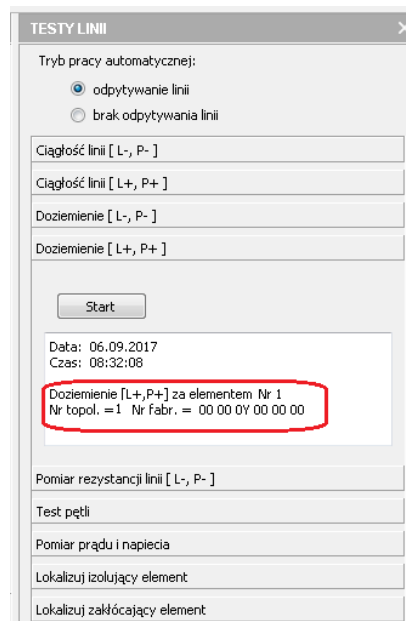 TESTY LINII
Tryb pracy automatycznej:
odpytywanie linii
brak odpytywania linii
Ciągłość linii [ L-, P- ]
Ciągłość linii [ L+, P+ ]
Doziemienie [ L-, P- ]
Doziemienie [ L+, P+ ]
Start
Data: 06.09.2017
Czas: 08:32:08
Doziemienie [L+,P+] za elementem Nr 1
Nr topol. =1 Nr fabr. = 00 00 0Y 00 00 00
Pomiar rezystancji linii [ L-, P- ]
Test pętli
Pomiar prądu i napiecia
Lokalizuj izolujący element
Lokalizuj zakłócający element